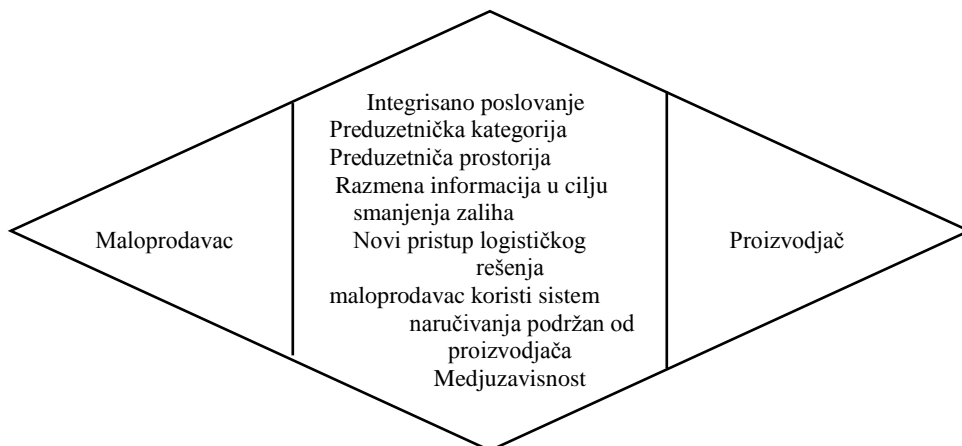 Integrisano poslovanje
Preduzetnička kategorija
Preduzetniča prostorija
Razmena informacija u cilju
smanjenja zaliha
Maloprodavac
Novi pristup logističkog
rešenja
Proizvodjač
maloprodavac koristi sistem
naručivanja podržan od
proizvodjača
Medjuzavisnost